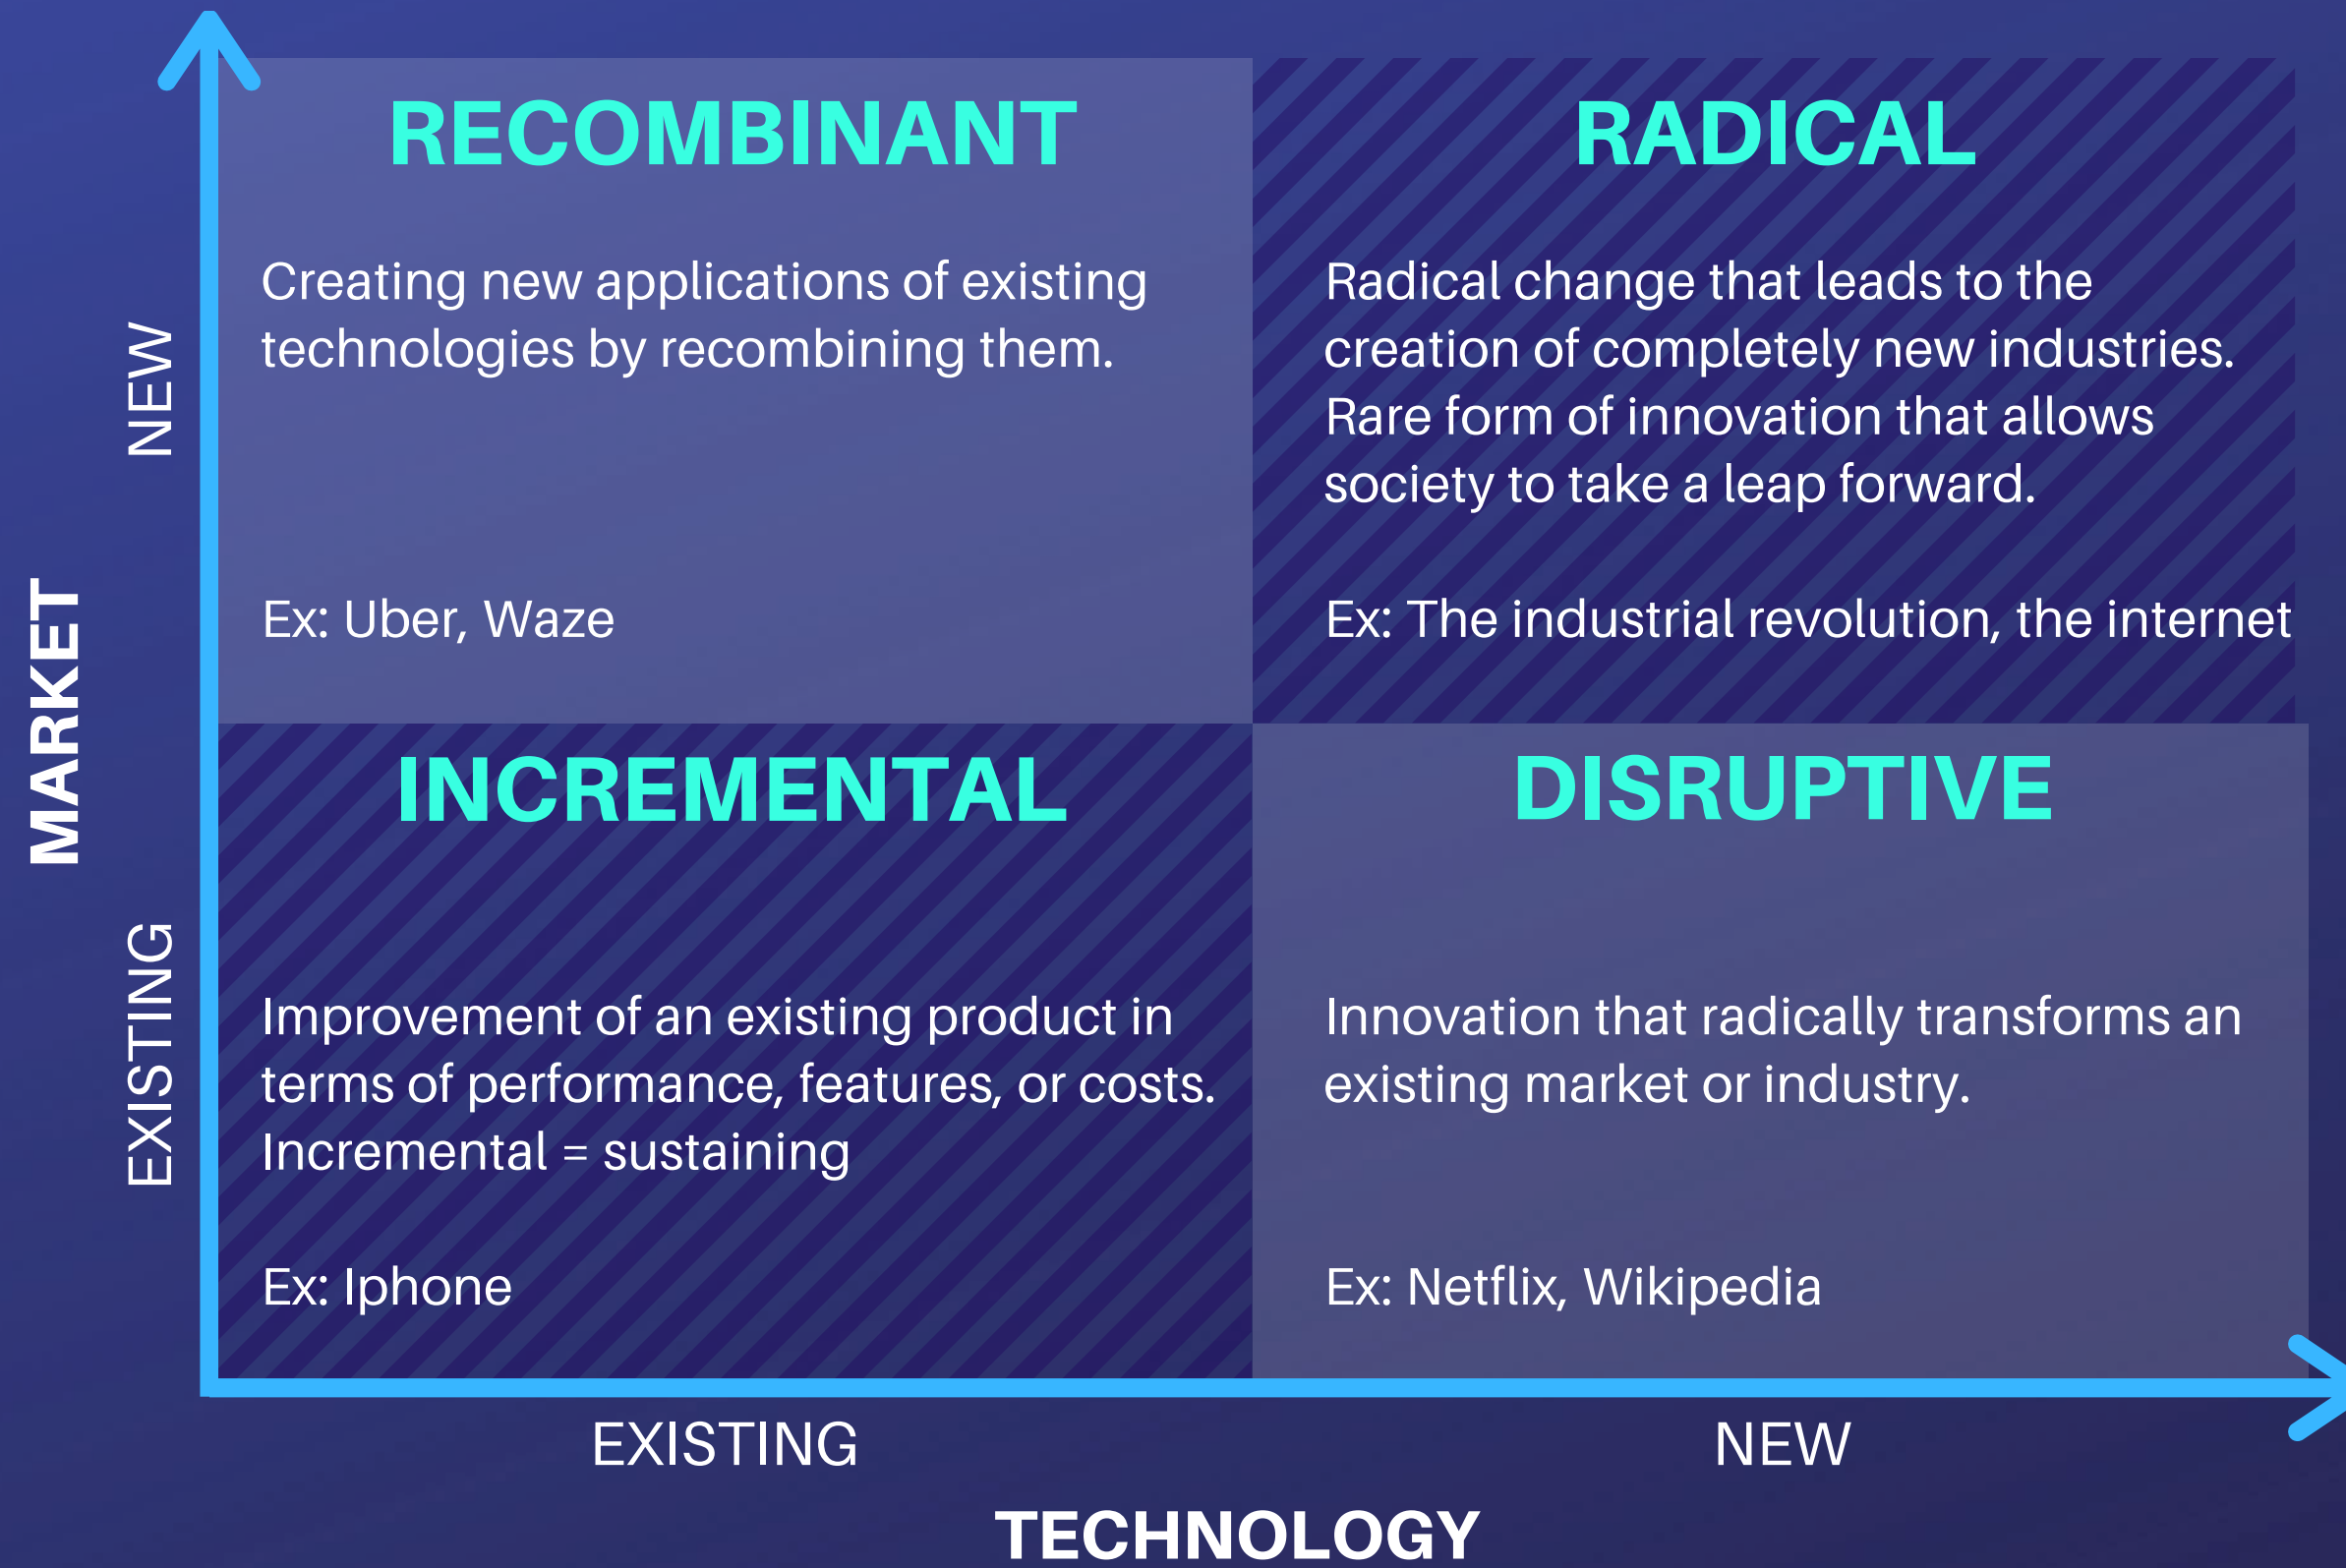 RECOMBINANT
Creating new applications of existing
technologies by recombining them.
Ex: Uber, Waze
RADICAL
Radical change that leads to the
creation of completely new industries.
Rare form of innovation that allows
society to take a leap forward.
Ex: The industrial revolution, the internet
NEW
MARKET
EXISTING
INCREMENTAL
Improvement of an existing product in
terms of performance, features, or costs.
Incremental = sustaining
Ex: Iphone
DISRUPTIVE
Innovation that radically transforms an
existing market or industry.
Ex: Netflix, Wikipedia
EXISTING
NEW
TECHNOLOGY